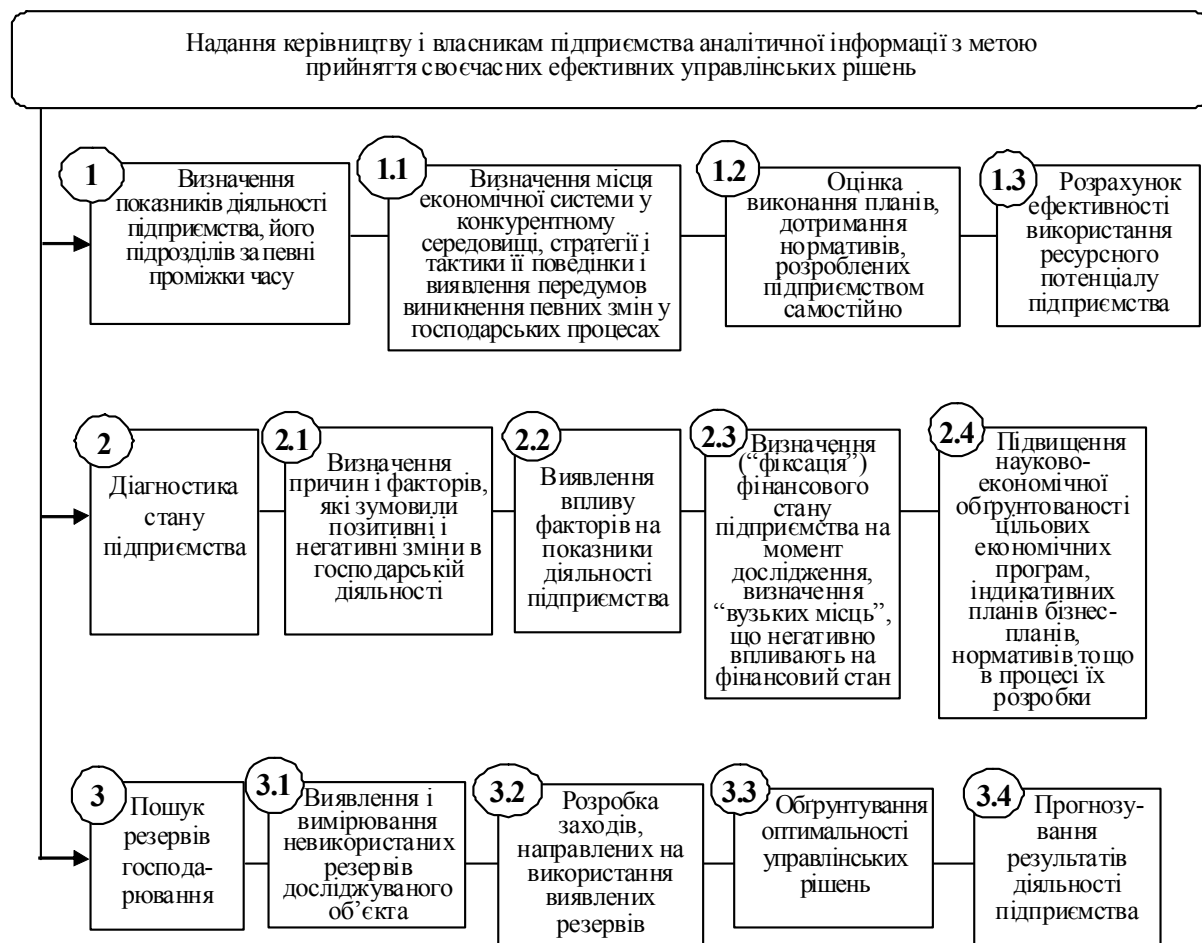 Надання керівництву і власникам підприємства аналітичної інформації з метою
прийняття своєчасних ефективних управлінських рішень
1
Визначення
показників діяльності
підприємства, його
підрозділів за певні
проміжки часу
1.1
Визначення місця
економічної системи у
конкурентному
середовищі, стратегії і
тактики її поведінки і
виявлення передумов
виникнення певних змін у
господарських процесах
1.2
Оцінка
виконання планів,
дотримання
нормативів,
розроблених
підприємством
самостійно
1.3
Розрахунок
ефективності
використання
ресурсного
потенціалу
підприємства
2
Діагностика
стану
підприємства
2.1
Визначення
причин і факторів,
які зумовили
позитивні і
негативні зміни в
господарській
діяльності
2.2
Виявлення
впливу
факторів на
показники
діяльності
підприємства
2.3
Визначення
(“фіксація”)
фінансового
стану
підприємства на
момент
дослідження,
визначення
“вузьких місць”,
що негативно
впливають на
фінансовий стан
2.4
Підвищення
науково-
економічної
обґрунтованості
цільових
економічних
програм,
індикативних
планів бізнес-
планів,
нормативів тощо
в процесі їх
розробки
3
Пошук
резервів
господа-
рювання
3.1
Виявлення і
вимірювання
невикористаних
резервів
досліджуваного
об’єкта
3.2
Розробка
заходів,
направлених на
використання
виявлених
резервів
3.3
Обґрунтування
оптимальності
управлінських
рішень
3.4
Прогнозу-
вання
результатів
діяльності
підприємства